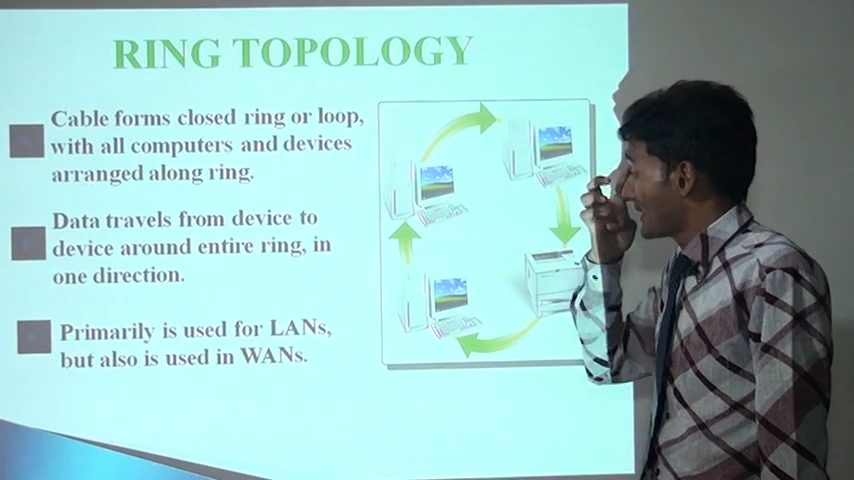 RING TOPOLOGY
Cable forms closed ring or loop,
with all computers and devices
arranged along ring.
Data travels from device to
device around entire ring, in
one direction.
Primarily is used for LANs,
but also is used in WANs.